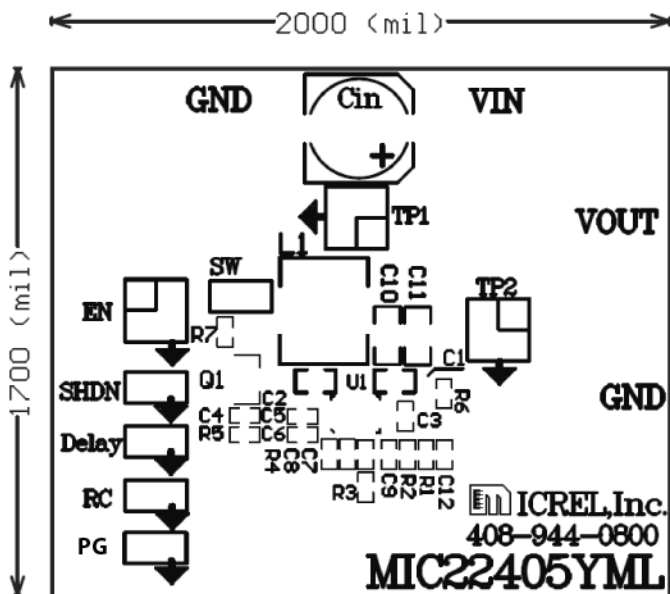 2000 (mil)
1700 (mil)
GND
Cin
VIN
+
TP1
VOUT
L1
SW
C10
C11
TP2
EN
R7
U1
C1
SHDN
Q1
C2
R6
GND
C4
C5
C3
Delay
R5
C6
R4
C8
C7
R3
C9
R2
R1
C12
RC
m ICREL,Inc.
408-944-0800
PG
MIC22405YML